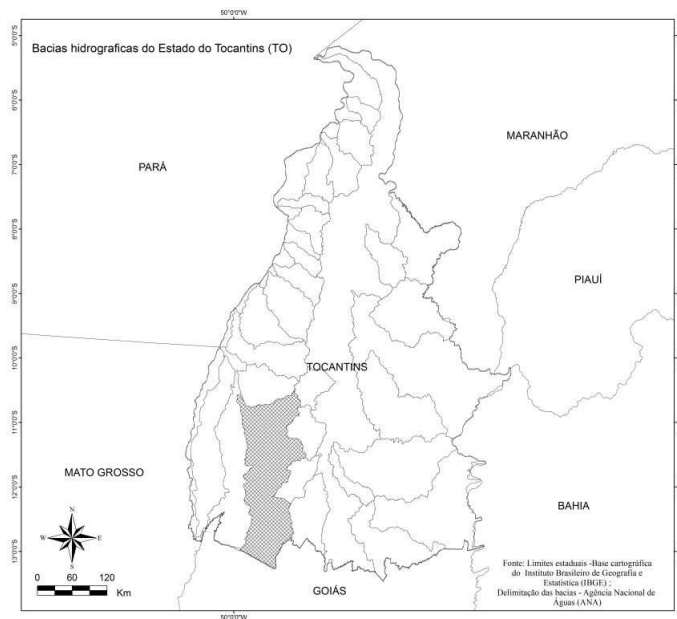 50°0'0"W
Bacias hidrograficas do Estado do Tocantins (TO)
5°0'0"S
6°0'0"S
7°0'0"S
8°0'0"S
9°0'0"S
10°0'0"S
11°0'0"S
12°0'0"S
13°0'0"S
MARANHÃO
PARÁ
PIAUÍ
TOCANTINS
MATO GROSSO
BAHIA
GOIÁS
N
W E
S
0 60 120
Km
Fonte: Limites estaduais -Base cartográfica
do Instituto Brasileiro de Geografia e
Estatística (IBGE) ;
Delimitação das bacias - Agência Nacional de
Águas (ANA)
50°0'0"W